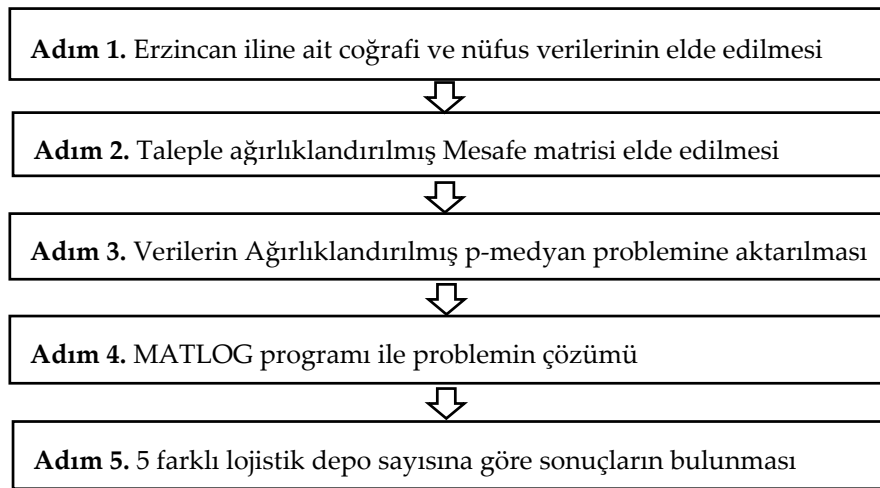 Adım 1. Erzincan iline ait coğrafi ve nüfus verilerinin elde edilmesi
Adım 2. Taleple ağırlıklandırılmış Mesafe matrisi elde edilmesi
Adım 3. Verilerin Ağırlıklandırılmış p-medyan problemine aktarılması
Adım 4. MATLOG programı ile problemin çözümü
Adım 5. 5 farklı lojistik depo sayısına göre sonuçların bulunması